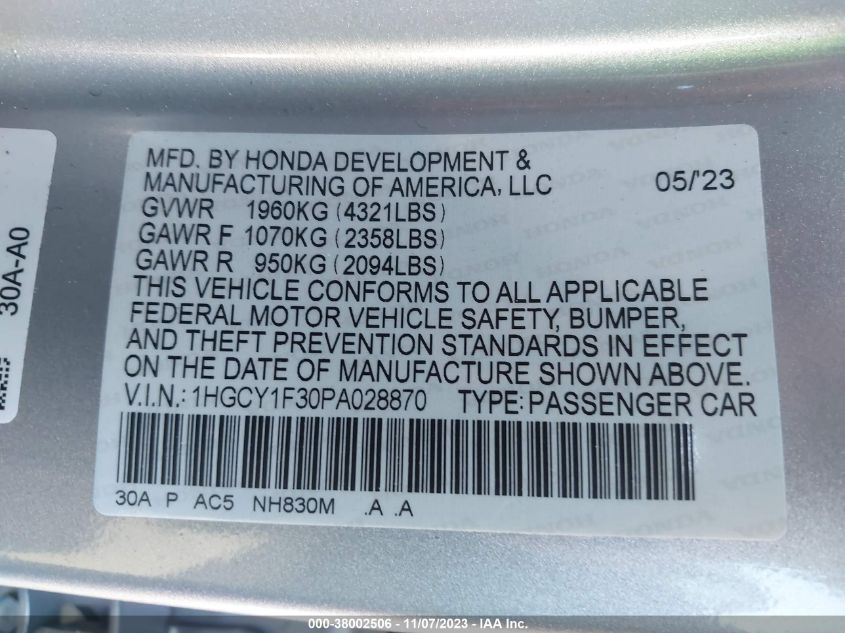 MFD. BY HONDA DEVELOPMENT &
MANUFACTURING OF AMERICA, LLC 05/'23
GVWR 1960KG (4321LBS)
GAWR F 1070KG (2358LBS)
GAWR R 950KG (2094LBS)
THIS VEHICLE CONFORMS TO ALL APPLICABLE
FEDERAL MOTOR VEHICLE SAFETY, BUMPER,
AND THEFT PREVENTION STANDARDS IN EFFECT
ON THE DATE OF MANUFACTURE SHOWN ABOVE.
V.I.N.: 1HGCY1F30PA028870 TYPE: PASSENGER CAR
30A P AC5 NH830M .A .A
30A-A0
000-38002506 - 11/07/2023 - IAA Inc.